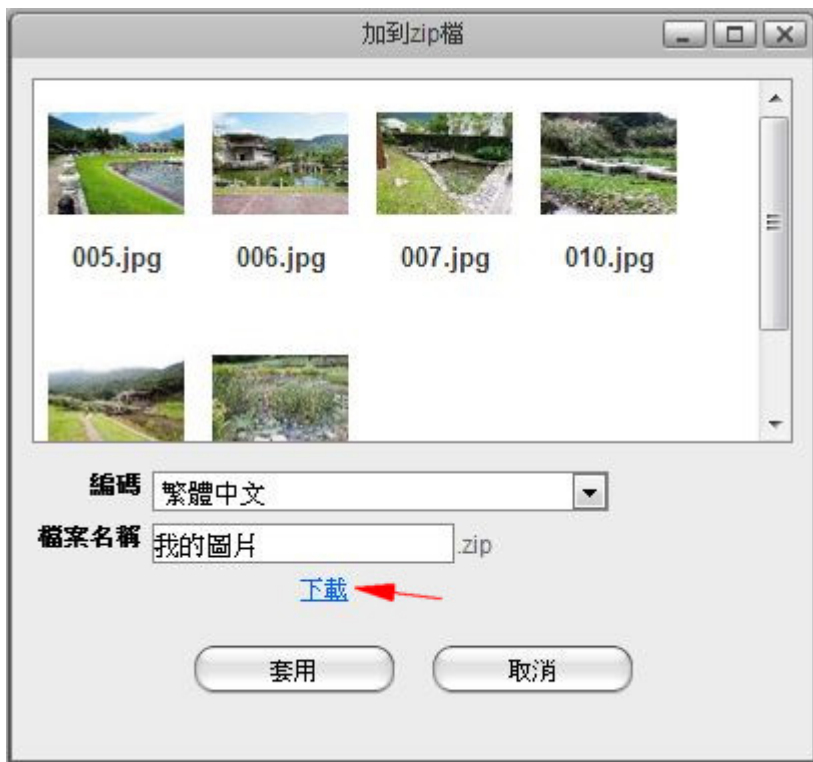 加到zip檔
005.jpg 006.jpg 007.jpg 010.jpg
編碼 繁體中文
檔案名稱 我的圖片 .zip
下載
套用 取消